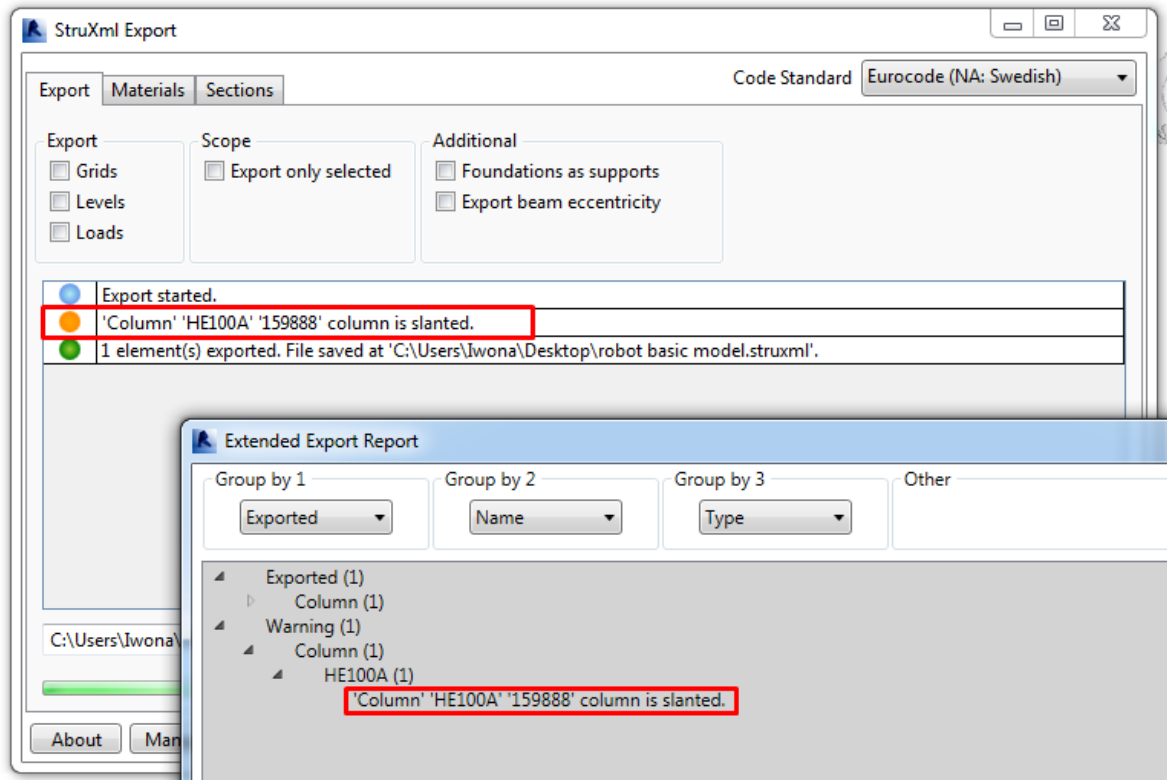 StruXml Export
Export Materials Sections Code Standard Eurocode (NA: Swedish)
Export Scope Additional
Grids Export only selected Foundations as supports
Levels Export beam eccentricity
Loads
Export started.
'Column' 'HE100A' '159888' column is slanted.
1 element(s) exported. File saved at 'C:\Users\Iwona\Desktop\robot basic model.struxml'.
Extended Export Report
Group by 1 Group by 2 Group by 3 Other
Exported Name Type
Exported (1)
Column (1)
Warning (1)
Column (1)
HE100A (1)
'Column' 'HE100A' '159888' column is slanted.
C:\Users\Iwona\
About Man